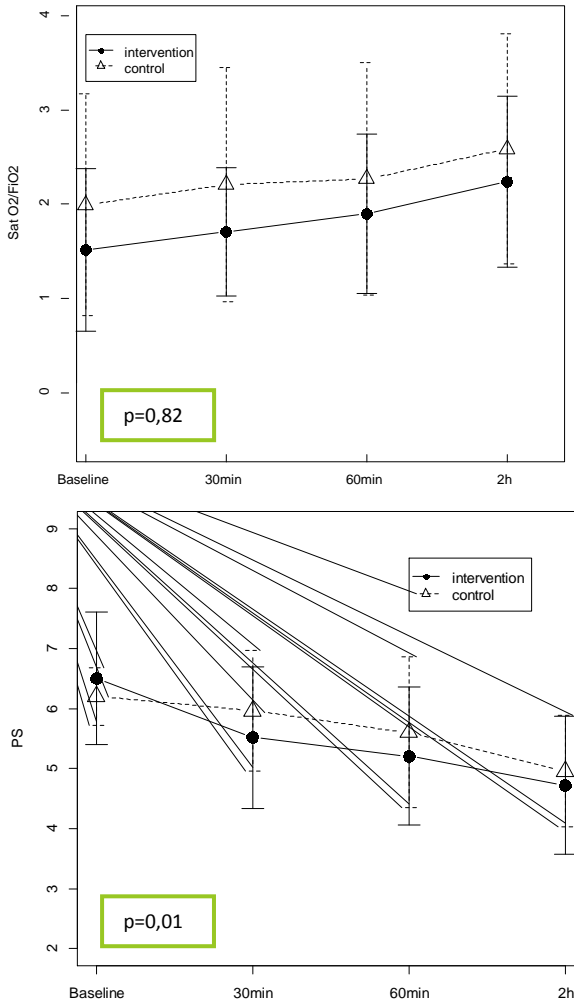 4
intervention
control
3
Sat O2/FiO2
2
1
0
p=0,82
Baseline 30min 60min 2h
9
intervention
8
control
7
6
PS
5
4
3
p=0,01
2
Baseline 30min 60min 2h